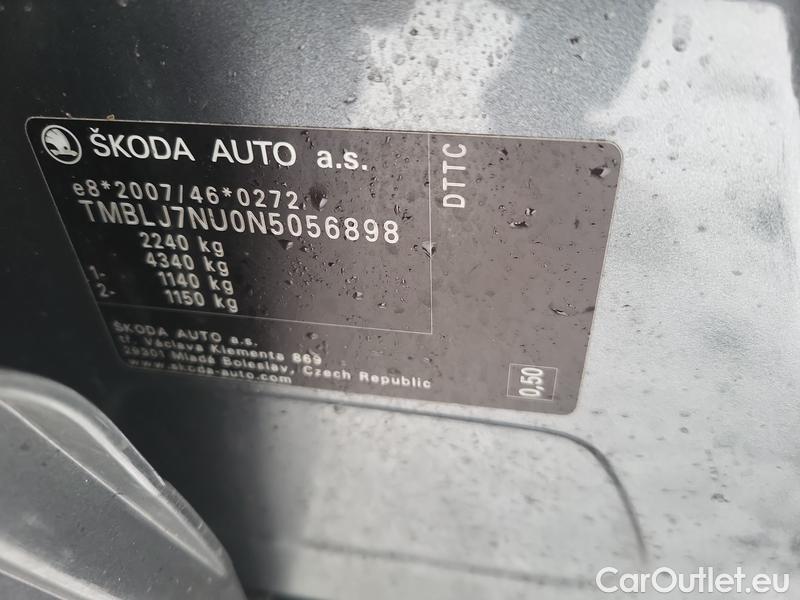 ŠKODA AUTO a.s.
e8*2007/46*0272
TMBLJ7NU0N5056898
2240 kg
4340 kg
1- 1140 kg
2- 1150 kg
DTTC
ŠKODA AUTO a.s.
tř. Václava Klementa 869
29301 Mladá Boleslav, Czech Republic
www.skoda-auto.com
0,50
CarOutlet.eu